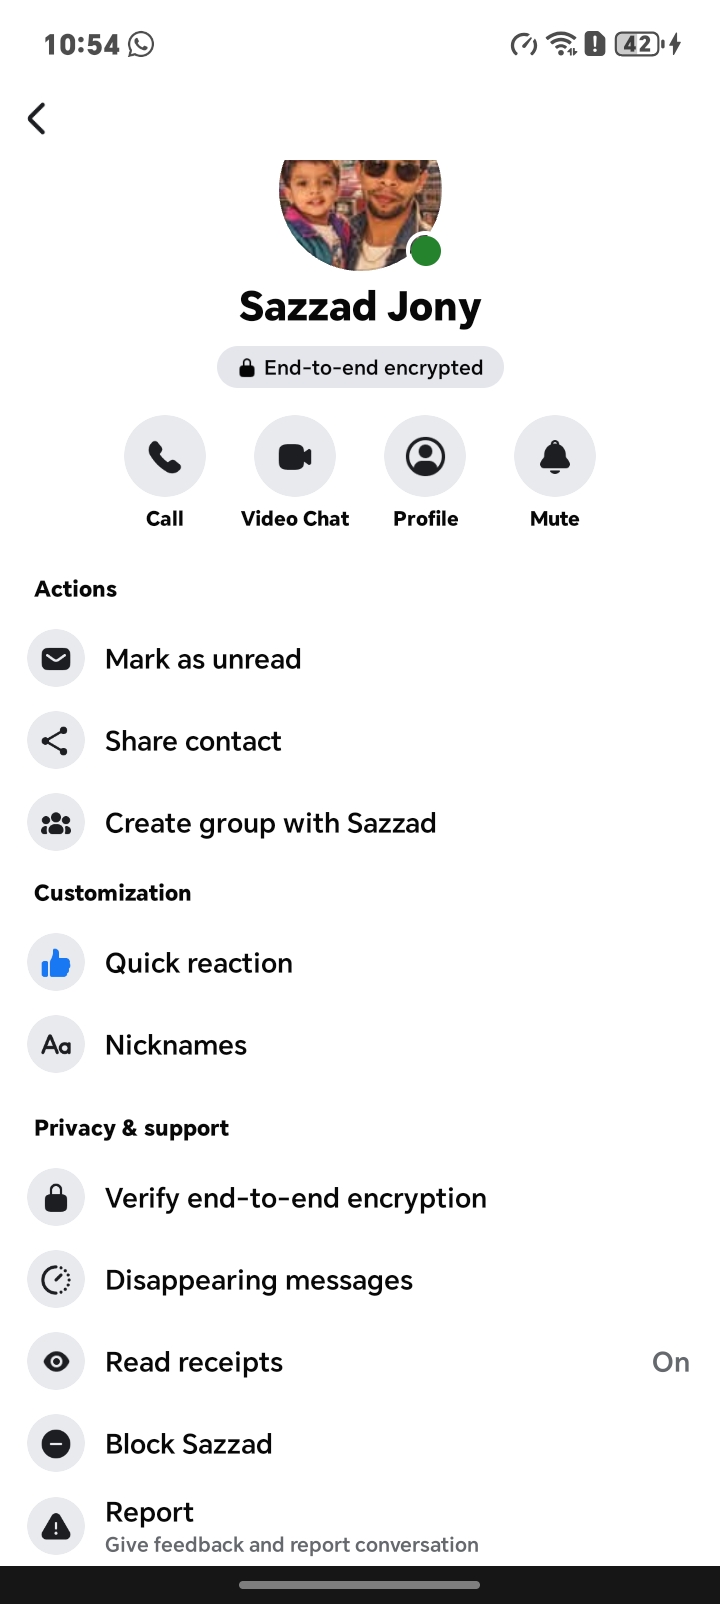 10:54
42
Sazzad Jony
End-to-end encrypted
Call
Video Chat
Profile
Mute
Actions
Mark as unread
Share contact
Create group with Sazzad
Customization
Quick reaction
Aa
Nicknames
Privacy & support
Verify end-to-end encryption
Disappearing messages
Read receipts
On
Block Sazzad
Report
Give feedback and report conversation